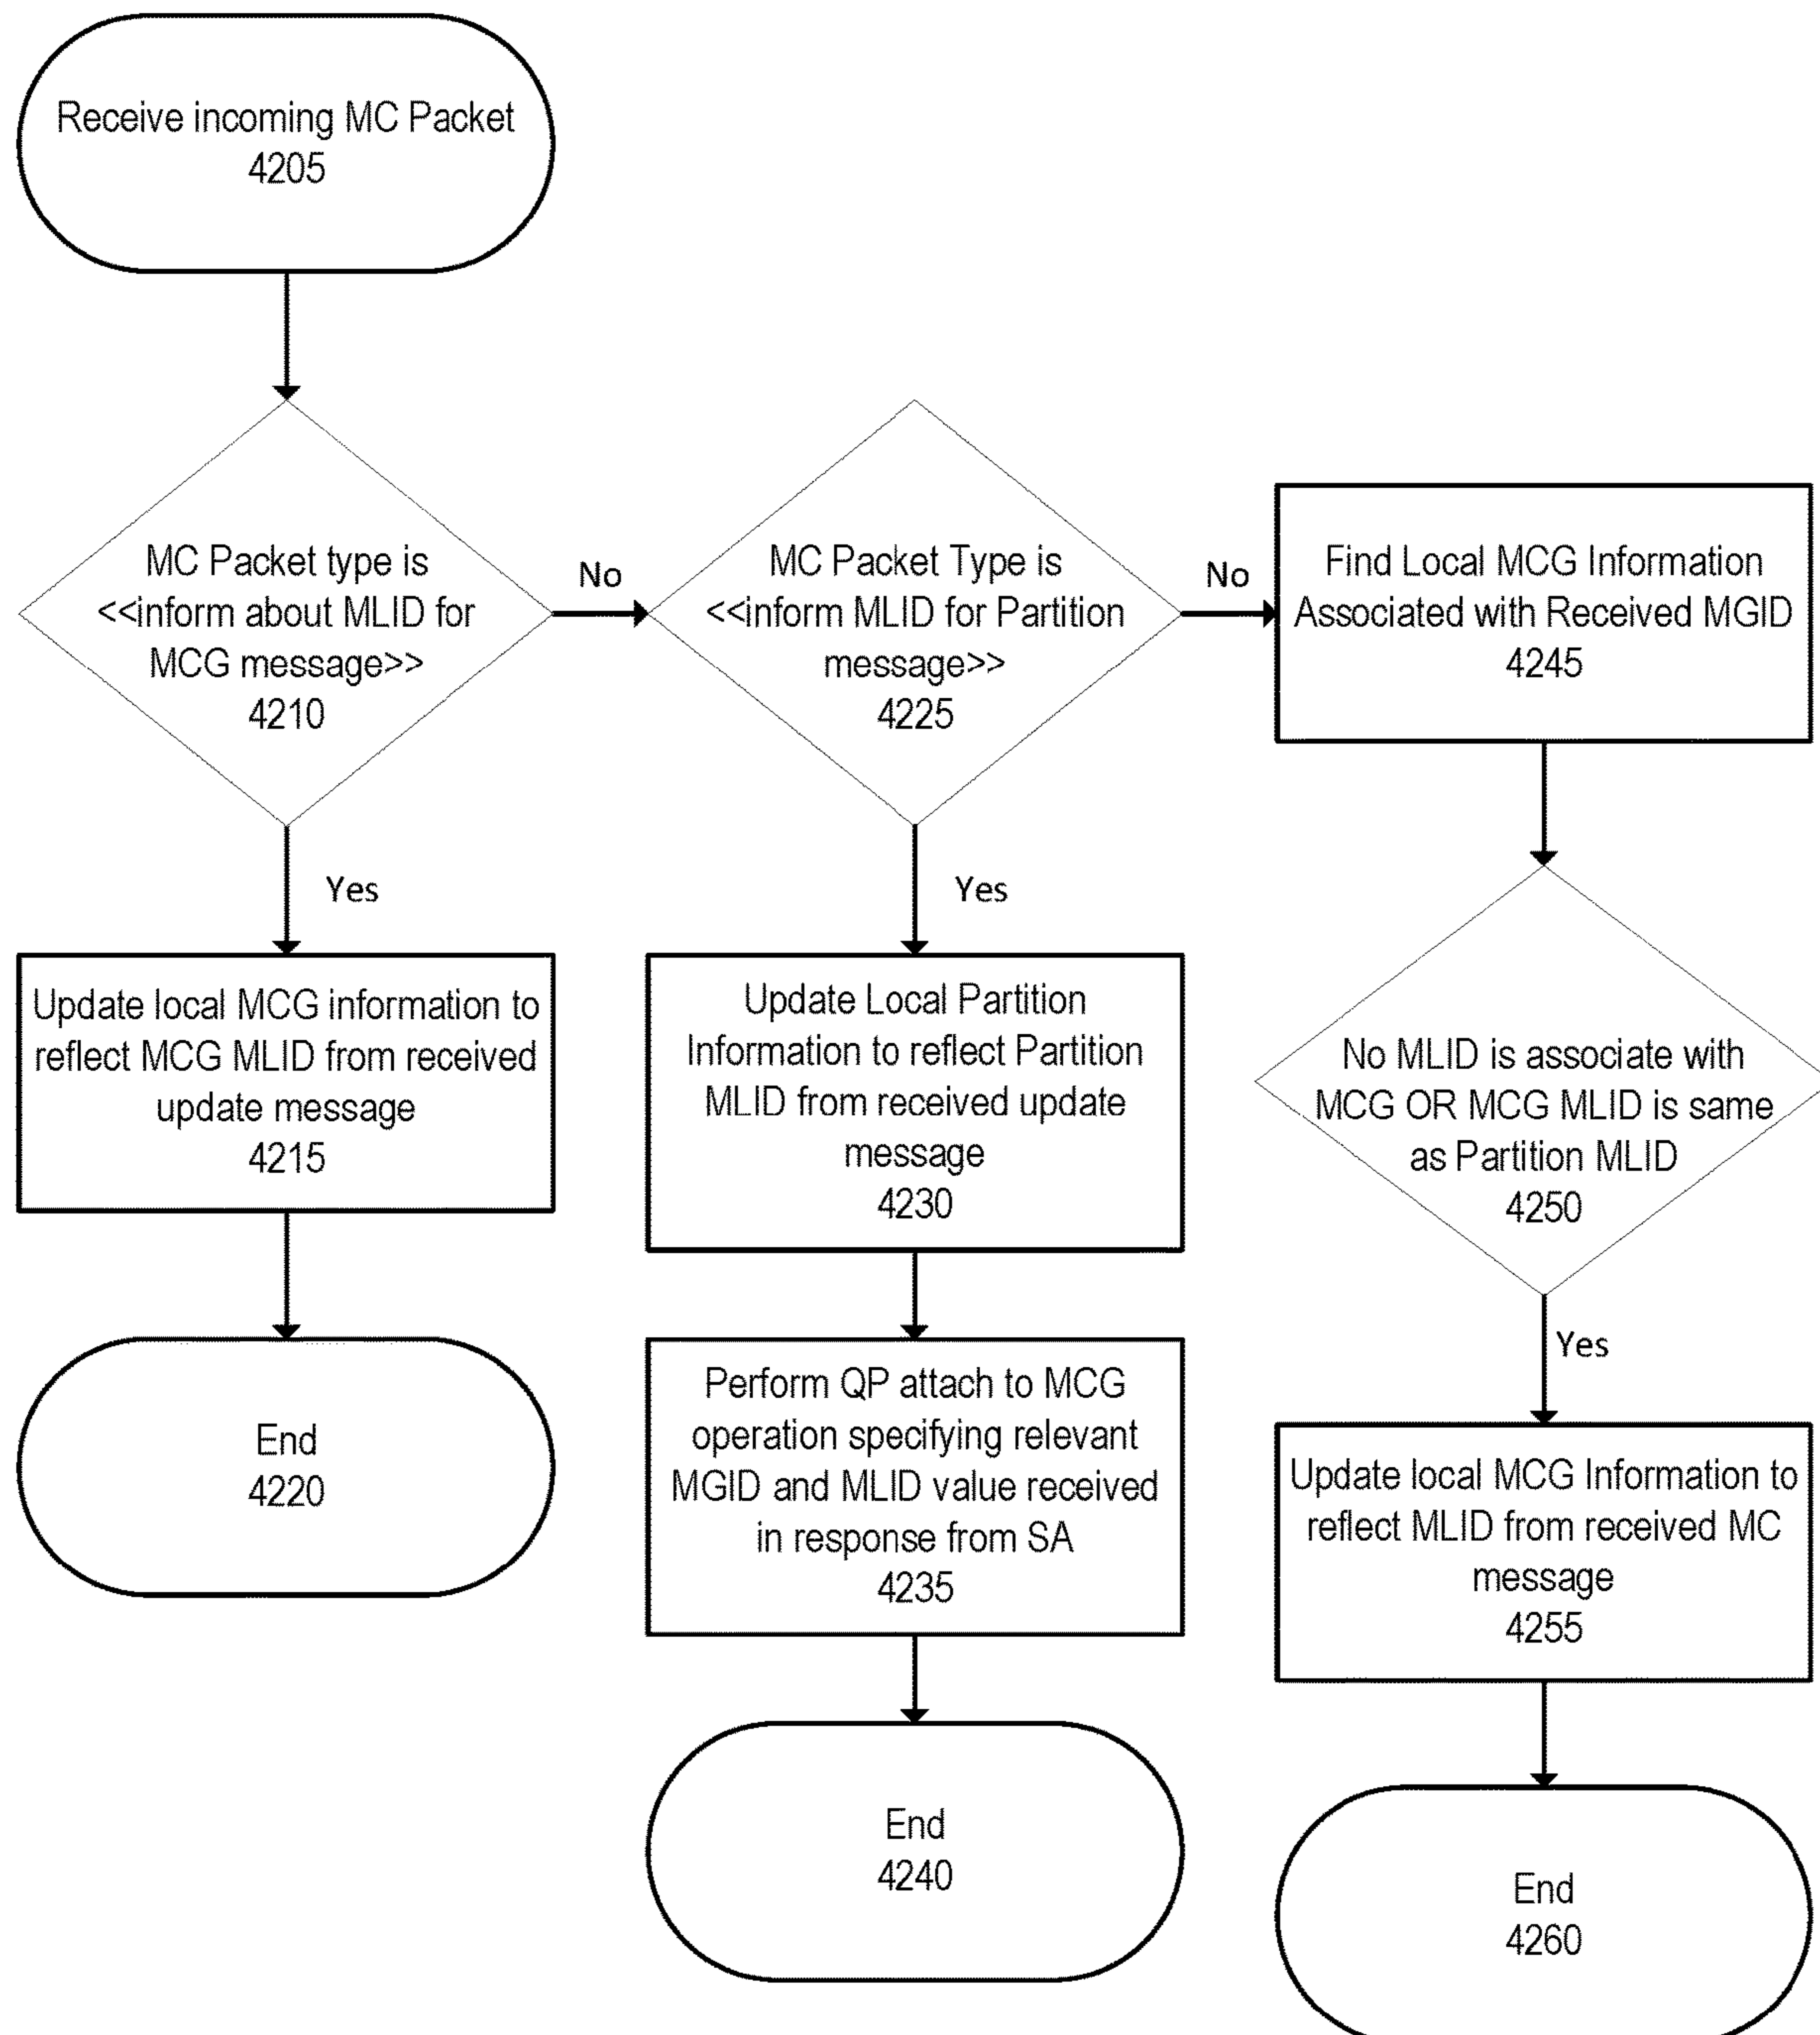 Receive incoming MC Packet
4205
MC Packet type is
<<inform about MLID for
MCG message>>
4210
No
MC Packet Type is
<<inform MLID for Partition
message>>
4225
No
Find Local MCG Information
Associated with Received MGID
4245
Yes
Update local MCG information to
reflect MCG MLID from received
update message
4215
End
4220
Yes
Update Local Partition
Information to reflect Partition
MLID from received update
message
4230
Perform QP attach to MCG
operation specifying relevant
MGID and MLID value received
in response from SA
4235
End
4240
No MLID is associate with
MCG OR MCG MLID is same
as Partition MLID
4250
Yes
Update local MCG Information to
reflect MLID from received MC
message
4255
End
4260